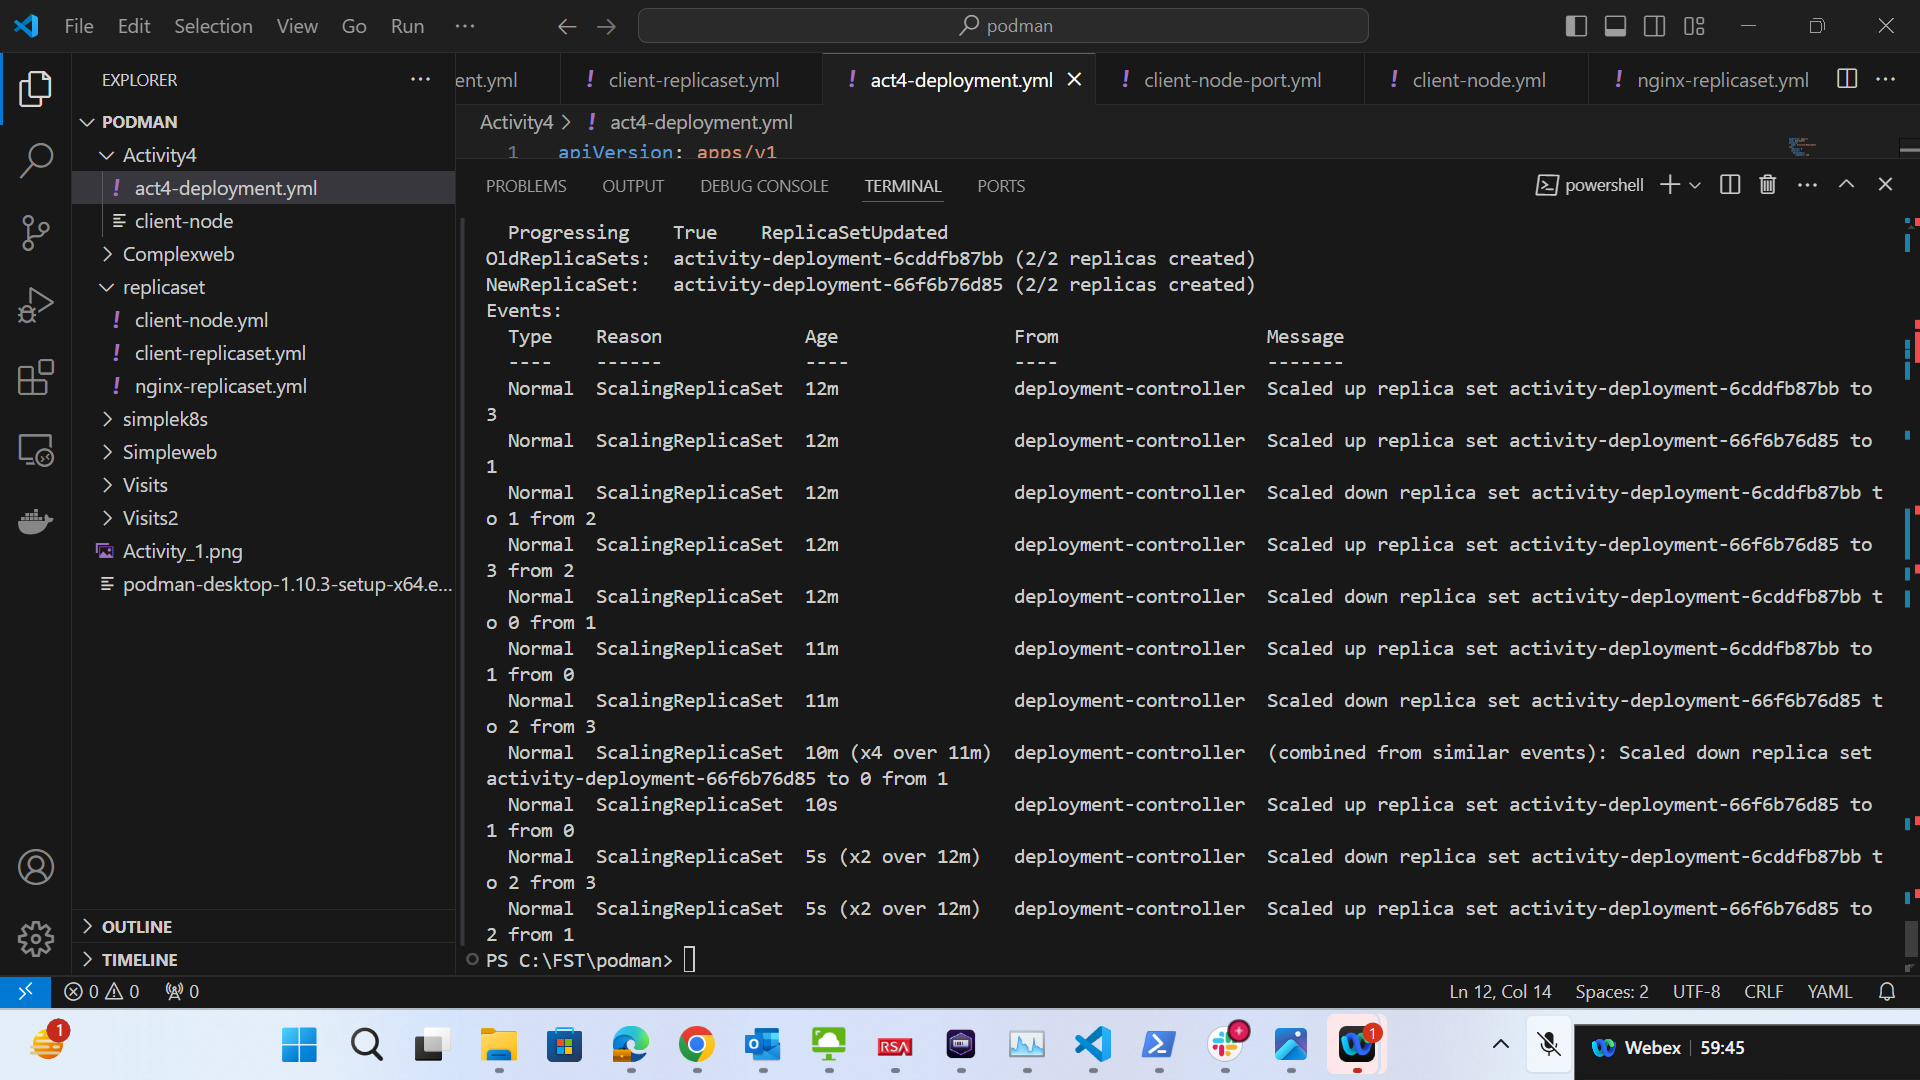 File Edit Selection View Go Run ··· podman
EXPLORER ···
ent.yml ! client-replicaset.yml ! act4-deployment.yml ! client-node-port.yml ! client-node.yml ! nginx-replicaset.yml ···
PODMAN
Activity4
! act4-deployment.yml
client-node
Complexweb
replicaset
! client-node.yml
! client-replicaset.yml
! nginx-replicaset.yml
simplek8s
Simpleweb
Visits
Visits2
Activity_1.png
podman-desktop-1.10.3-setup-x64.e...
OUTLINE
TIMELINE
Activity4 > ! act4-deployment.yml
1 apiVersion: apps/v1
PROBLEMS OUTPUT DEBUG CONSOLE TERMINAL PORTS powershell
Progressing True ReplicaSetUpdated
OldReplicaSets: activity-deployment-6cddfb87bb (2/2 replicas created)
NewReplicaSet: activity-deployment-66f6b76d85 (2/2 replicas created)
Events:
Type Reason Age From Message
---- ------ ---- ---- -------
Normal ScalingReplicaSet 12m deployment-controller Scaled up replica set activity-deployment-6cddfb87bb to
3
Normal ScalingReplicaSet 12m deployment-controller Scaled up replica set activity-deployment-66f6b76d85 to
1
Normal ScalingReplicaSet 12m deployment-controller Scaled down replica set activity-deployment-6cddfb87bb t
o 1 from 2
Normal ScalingReplicaSet 12m deployment-controller Scaled up replica set activity-deployment-66f6b76d85 to
3 from 2
Normal ScalingReplicaSet 12m deployment-controller Scaled down replica set activity-deployment-6cddfb87bb t
o 0 from 1
Normal ScalingReplicaSet 11m deployment-controller Scaled up replica set activity-deployment-6cddfb87bb to
1 from 0
Normal ScalingReplicaSet 11m deployment-controller Scaled down replica set activity-deployment-66f6b76d85 t
o 2 from 3
Normal ScalingReplicaSet 10m (x4 over 11m) deployment-controller (combined from similar events): Scaled down replica set
activity-deployment-66f6b76d85 to 0 from 1
Normal ScalingReplicaSet 10s deployment-controller Scaled up replica set activity-deployment-66f6b76d85 to
1 from 0
Normal ScalingReplicaSet 5s (x2 over 12m) deployment-controller Scaled down replica set activity-deployment-6cddfb87bb t
o 2 from 3
Normal ScalingReplicaSet 5s (x2 over 12m) deployment-controller Scaled up replica set activity-deployment-66f6b76d85 to
2 from 1
PS C:\FST\podman>
0 0 0 Ln 12, Col 14 Spaces: 2 UTF-8 CRLF YAML
1 RSA 1 Webex 59:45